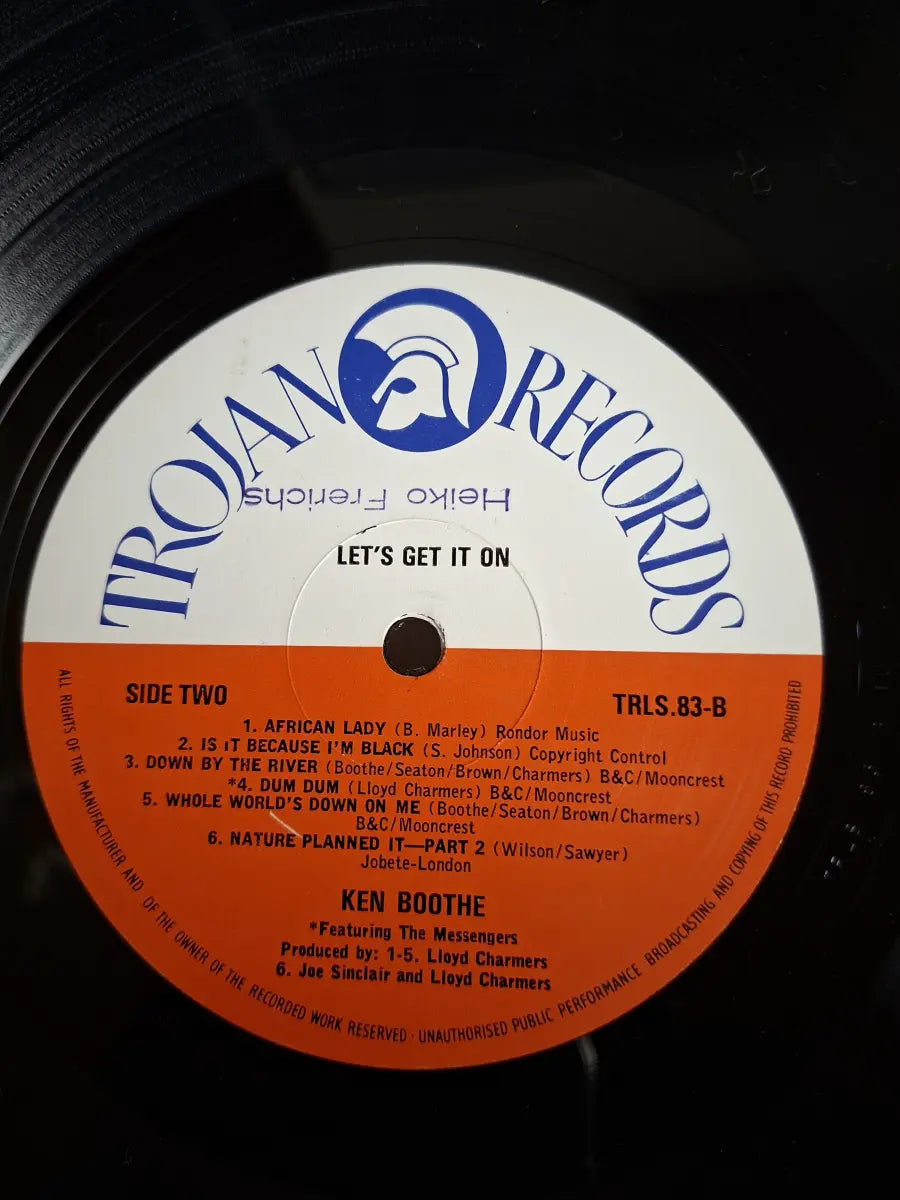 TROJAN RECORDS
Heiko Frerichs
LET'S GET IT ON
SIDE TWO
TRLS.83-B
1. AFRICAN LADY (B. Marley) Rondor Music
2. IS IT BECAUSE I'M BLACK (S. Johnson) Copyright Control
3. DOWN BY THE RIVER (Boothe/Seaton/Brown/Charmers) B&C/Mooncrest
*4. DUM DUM (Lloyd Charmers) B&C/Mooncrest
5. WHOLE WORLD'S DOWN ON ME (Boothe/Seaton/Brown/Charmers)
B&C/Mooncrest
6. NATURE PLANNED IT—PART 2 (Wilson/Sawyer)
Jobete-London
KEN BOOTHE
*Featuring The Messengers
Produced by: 1-5. Lloyd Charmers
6. Joe Sinclair and Lloyd Charmers
ALL RIGHTS OF THE MANUFACTURER AND OF THE OWNER OF THE RECORDED WORK RESERVED · UNAUTHORISED PUBLIC PERFORMANCE BROADCASTING AND COPYING OF THIS RECORD PROHIBITED